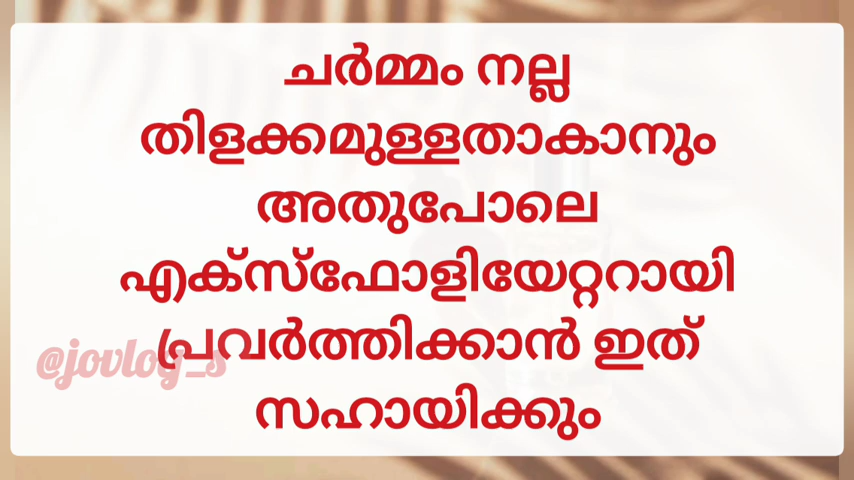 ചർമ്മം നല്ല
തിളക്കമുള്ളതാകാനും
അതുപോലെ
എക്സ്ഫോളിയേറ്ററായി
പ്രവർത്തിക്കാൻ ഇത്
@jovlog_s
സഹായിക്കും